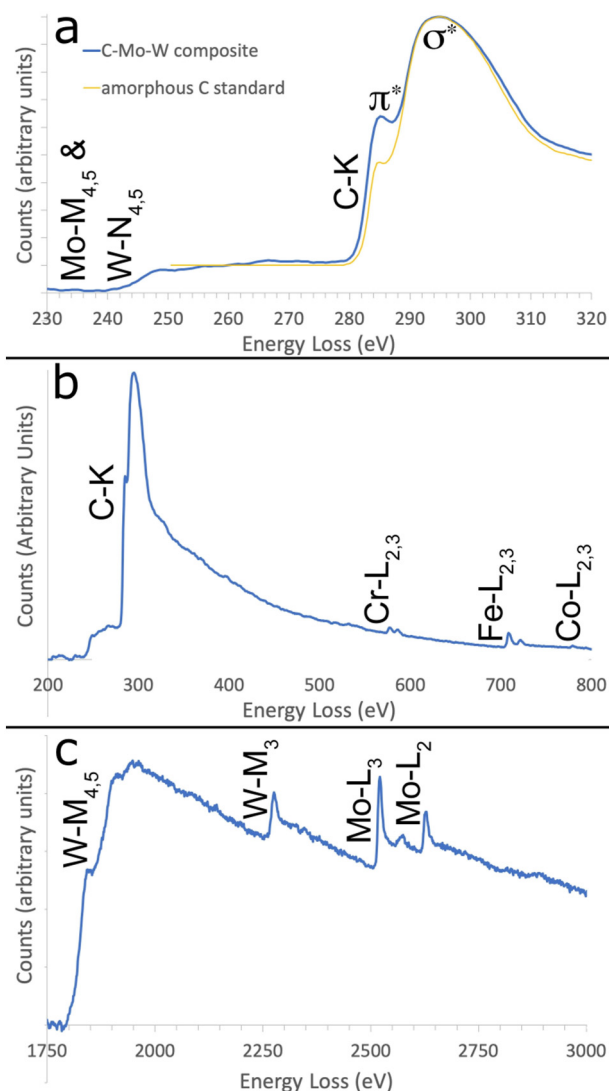 a
C-Mo-W composite
amorphous C standard
σ*
π*
C-K
Mo-M4,5 &
W-N4,5
Counts (arbitrary units)
230 240 250 260 270 280 290 300 310 320
Energy Loss (eV)
b
C-K
Cr-L2,3
Fe-L2,3
Co-L2,3
Counts (Arbitrary Units)
200 300 400 500 600 700 800
Energy Loss (eV)
c
W-M4,5
W-M3
Mo-L3
Mo-L2
Counts (arbitrary units)
1750 2000 2250 2500 2750 3000
Energy Loss (eV)